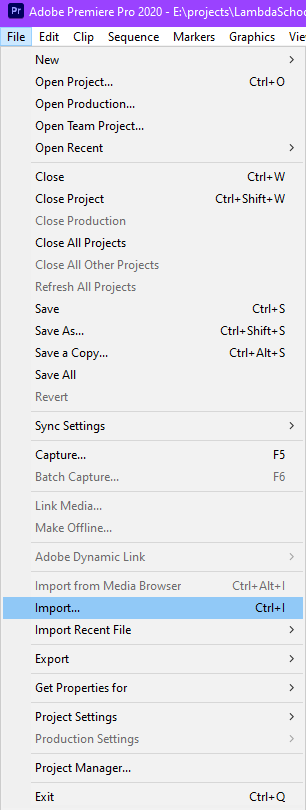 Pr Adobe Premiere Pro 2020 - E:\projects\LambdaSchoo
File Edit Clip Sequence Markers Graphics Vie
New
Open Project... Ctrl+O
Open Production...
Open Team Project...
Open Recent
Close Ctrl+W
Close Project Ctrl+Shift+W
Close Production
Close All Projects
Close All Other Projects
Refresh All Projects
Save Ctrl+S
Save As... Ctrl+Shift+S
Save a Copy... Ctrl+Alt+S
Save All
Revert
Sync Settings
Capture... F5
Batch Capture... F6
Link Media...
Make Offline...
Adobe Dynamic Link
Import from Media Browser Ctrl+Alt+I
Import... Ctrl+I
Import Recent File
Export
Get Properties for
Project Settings
Production Settings
Project Manager...
Exit Ctrl+Q